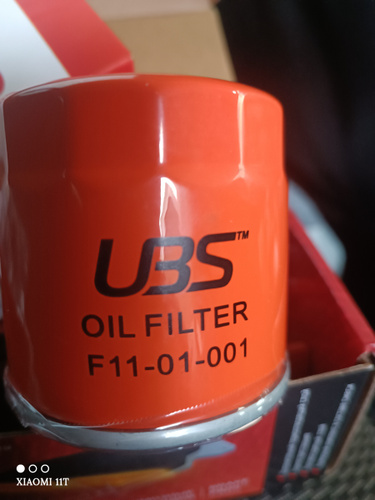 UBS™
OIL FILTER
F11-01-001
XIAOMI 11T